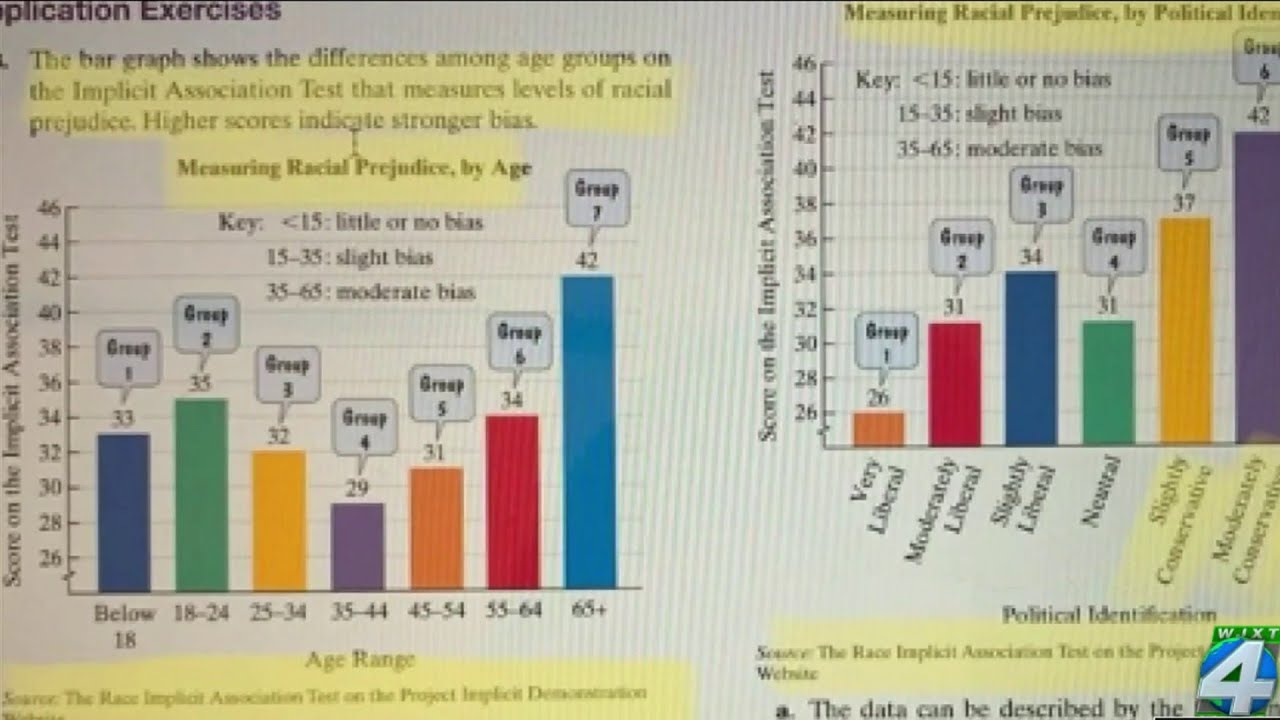 plication Exercises
The bar graph shows the differences among age groups on
the Implicit Association Test that measures levels of racial
prejudice. Higher scores indicate stronger bias.
Measuring Racial Prejudice, by Age
Score on the Implicit Association Test
46
44
42
40
38
36
34
32
30
28
26
Key: <15: little or no bias
15–35: slight bias
35–65: moderate bias
Group
1
33
Group
2
35
Group
3
32
Group
4
29
Group
5
31
Group
6
34
Group
7
42
Below
18
18–24
25–34
35–44
45–54
55–64
65+
Age Range
Source: The Race Implicit Association Test on the Project Implicit Demonstration
Website
Measuring Racial Prejudice, by Political Iden
Score on the Implicit Association Test
46
44
42
40
38
36
34
32
30
28
26
Key: <15: little or no bias
15–35: slight bias
35–65: moderate bias
Group
1
26
Group
2
31
Group
3
34
Group
4
31
Group
5
37
Grou
6
42
Very
Liberal
Moderately
Liberal
Slightly
Liberal
Neutral
Slightly
Conservative
Moderately
Conservativ
Political Identification
Source: The Race Implicit Association Test on the Project
Website
a. The data can be described by the
WJXT
4